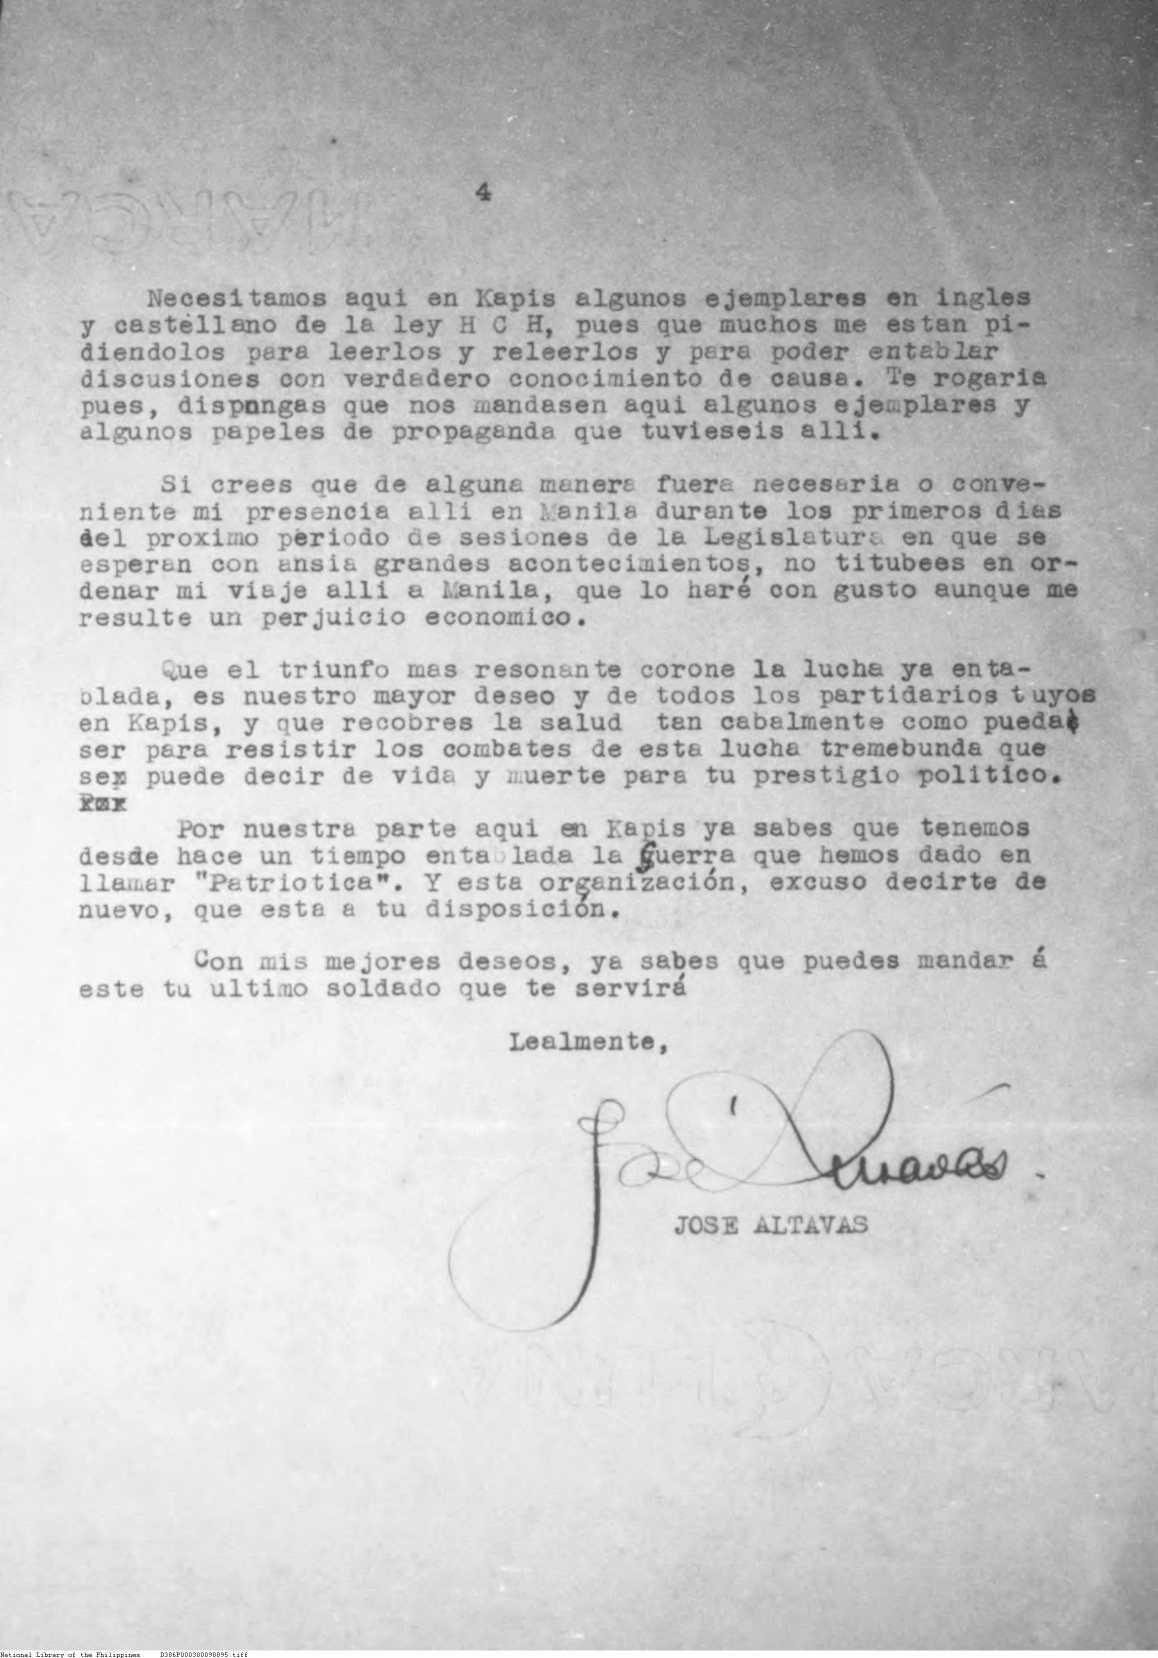 4
Necesitamos aqui en Kapis algunos ejemplares en ingles
y castellano de la ley H C H, pues que muchos me estan pi-
diendolos para leerlos y releerlos y para poder entablar
discusiones con verdadero conocimiento de causa. Te rogaria
pues, dispongas que nos mandasen aqui algunos ejemplares y
algunos papeles de propaganda que tuvieseis alli.
Si crees que de alguna manera fuera necesaria o conve-
niente mi presencia alli en Manila durante los primeros dias
del proximo periodo de sesiones de la Legislatura en que se
esperan con ansia grandes acontecimientos, no titubees en or-
denar mi viaje alli a Manila, que lo haré con gusto aunque me
resulte un perjuicio economico.
Que el triunfo mas resonante corone la lucha ya enta-
blada, es nuestro mayor deseo y de todos los partidarios tuyos
en Kapis, y que recobres la salud tan cabalmente como pueda
ser para resistir los combates de esta lucha tremebunda que
se puede decir de vida y muerte para tu prestigio politico.
Por nuestra parte aqui en Kapis ya sabes que tenemos
desde hace un tiempo entablada la guerra que hemos dado en
llamar "Patriotica". Y esta organización, excuso decirte de
nuevo, que esta a tu disposición.
Con mis mejores deseos, ya sabes que puedes mandar á
este tu ultimo soldado que te servirá
Lealmente,
José Altavás.
JOSE ALTAVAS
National Library of the Philippines D386P000300090895.tiff